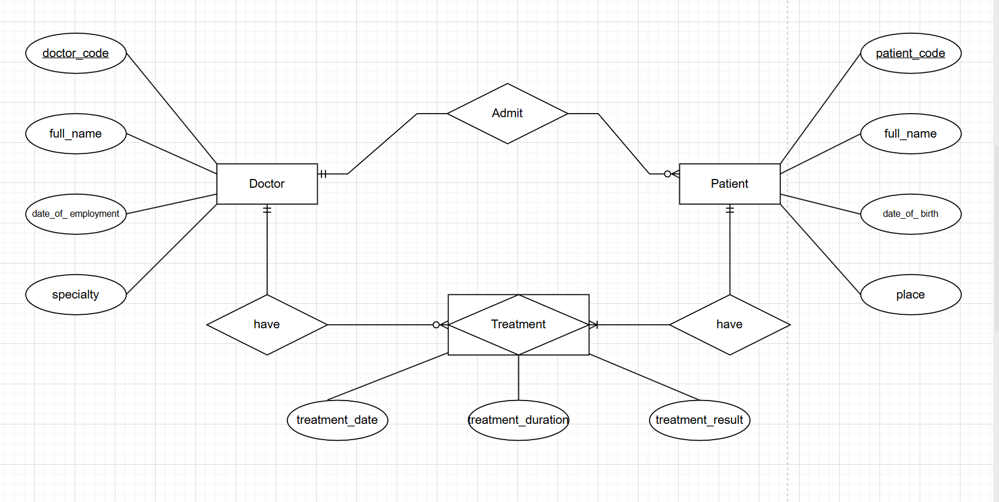 doctor_code
patient_code
Admit
full_name
full_name
Doctor
Patient
date_of_ employment
date_of_ birth
specialty
place
have
Treatment
have
treatment_date
treatment_duration
treatment_result